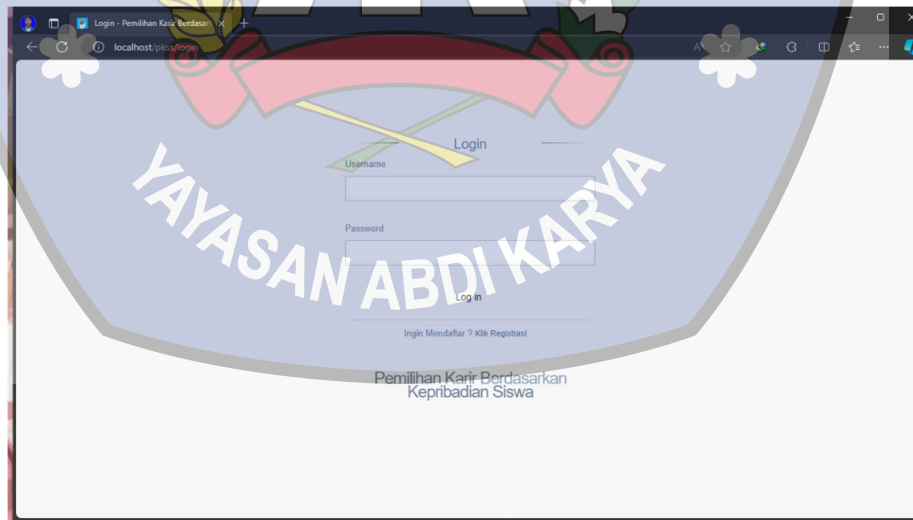 Login - Pemilihan Karir Berdasar
localhost/pkss/login
Login
Username
Password
Log in
Ingin Mendaftar ? Klik Registrasi
Pemilihan Karir Berdasarkan
Kepribadian Siswa
YAYASAN ABDI KARYA